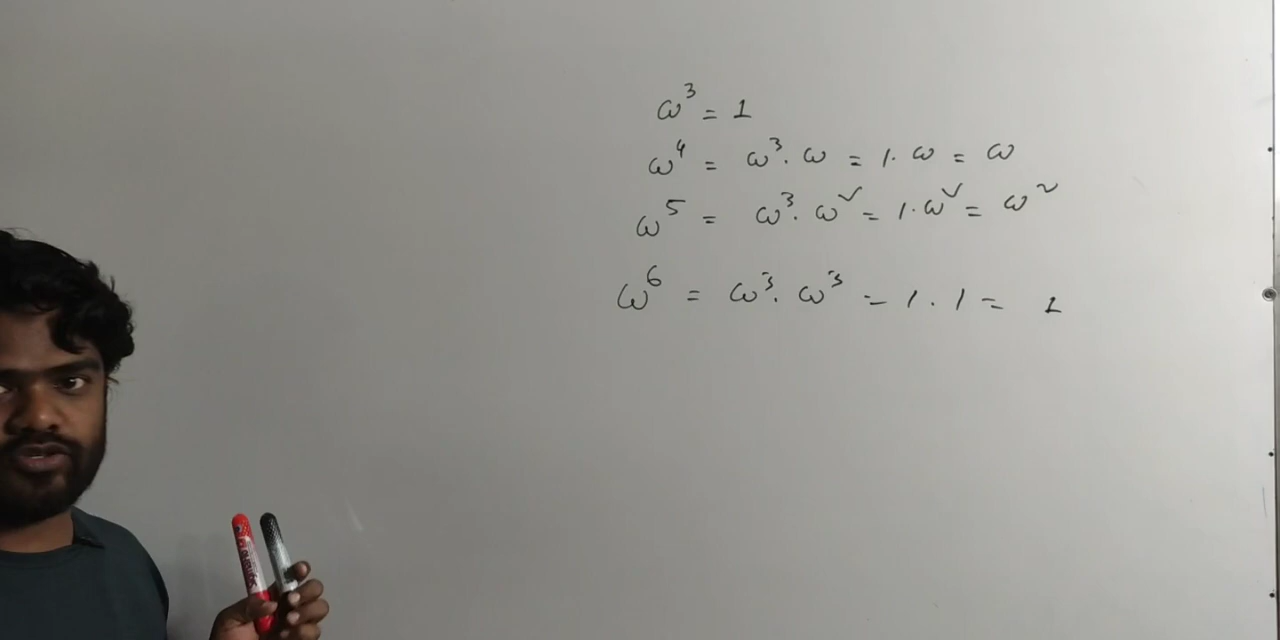 ω³ = 1
ω⁴ = ω³. ω = 1. ω = ω
ω⁵ = ω³. ω² = 1. ω² = ω²
ω⁶ = ω³. ω³ = 1 . 1 = 1